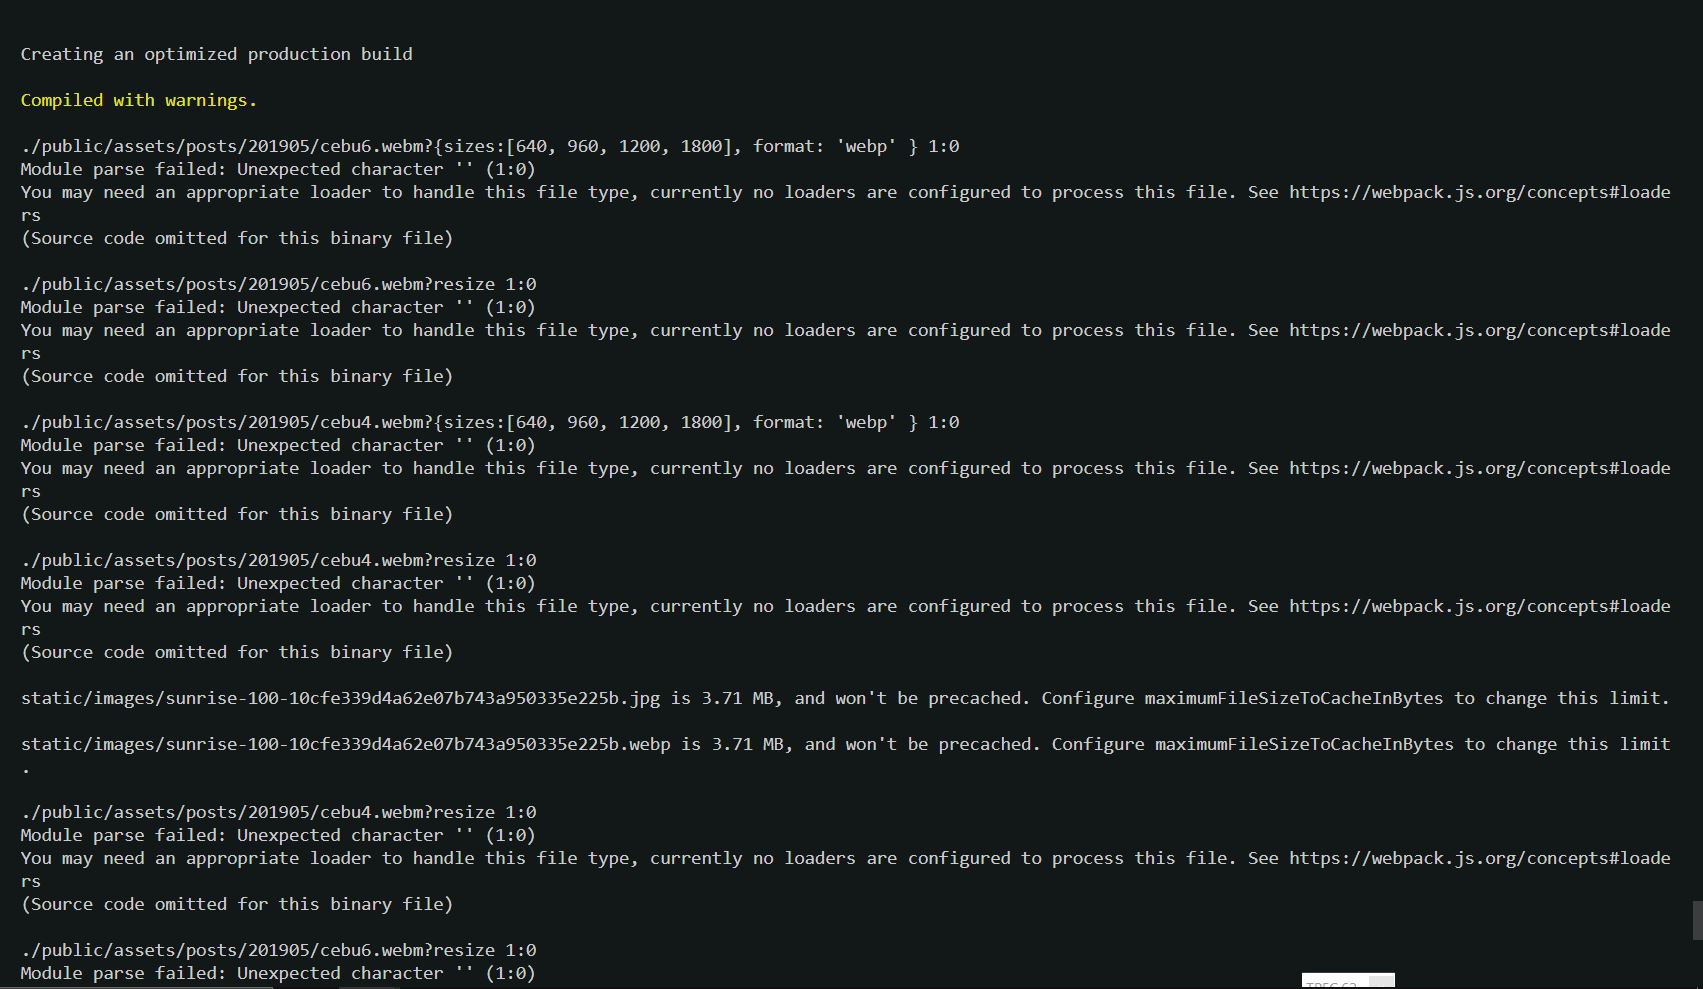 Creating an optimized production build
Compiled with warnings.
./public/assets/posts/201905/cebu6.webm?{sizes:[640, 960, 1200, 1800], format: 'webp' } 1:0
Module parse failed: Unexpected character '' (1:0)
You may need an appropriate loader to handle this file type, currently no loaders are configured to process this file. See https://webpack.js.org/concepts#loade
rs
(Source code omitted for this binary file)
./public/assets/posts/201905/cebu6.webm?resize 1:0
Module parse failed: Unexpected character '' (1:0)
You may need an appropriate loader to handle this file type, currently no loaders are configured to process this file. See https://webpack.js.org/concepts#loade
rs
(Source code omitted for this binary file)
./public/assets/posts/201905/cebu4.webm?{sizes:[640, 960, 1200, 1800], format: 'webp' } 1:0
Module parse failed: Unexpected character '' (1:0)
You may need an appropriate loader to handle this file type, currently no loaders are configured to process this file. See https://webpack.js.org/concepts#loade
rs
(Source code omitted for this binary file)
./public/assets/posts/201905/cebu4.webm?resize 1:0
Module parse failed: Unexpected character '' (1:0)
You may need an appropriate loader to handle this file type, currently no loaders are configured to process this file. See https://webpack.js.org/concepts#loade
rs
(Source code omitted for this binary file)
static/images/sunrise-100-10cfe339d4a62e07b743a950335e225b.jpg is 3.71 MB, and won't be precached. Configure maximumFileSizeToCacheInBytes to change this limit.
static/images/sunrise-100-10cfe339d4a62e07b743a950335e225b.webp is 3.71 MB, and won't be precached. Configure maximumFileSizeToCacheInBytes to change this limit
.
./public/assets/posts/201905/cebu4.webm?resize 1:0
Module parse failed: Unexpected character '' (1:0)
You may need an appropriate loader to handle this file type, currently no loaders are configured to process this file. See https://webpack.js.org/concepts#loade
rs
(Source code omitted for this binary file)
./public/assets/posts/201905/cebu6.webm?resize 1:0
Module parse failed: Unexpected character '' (1:0)